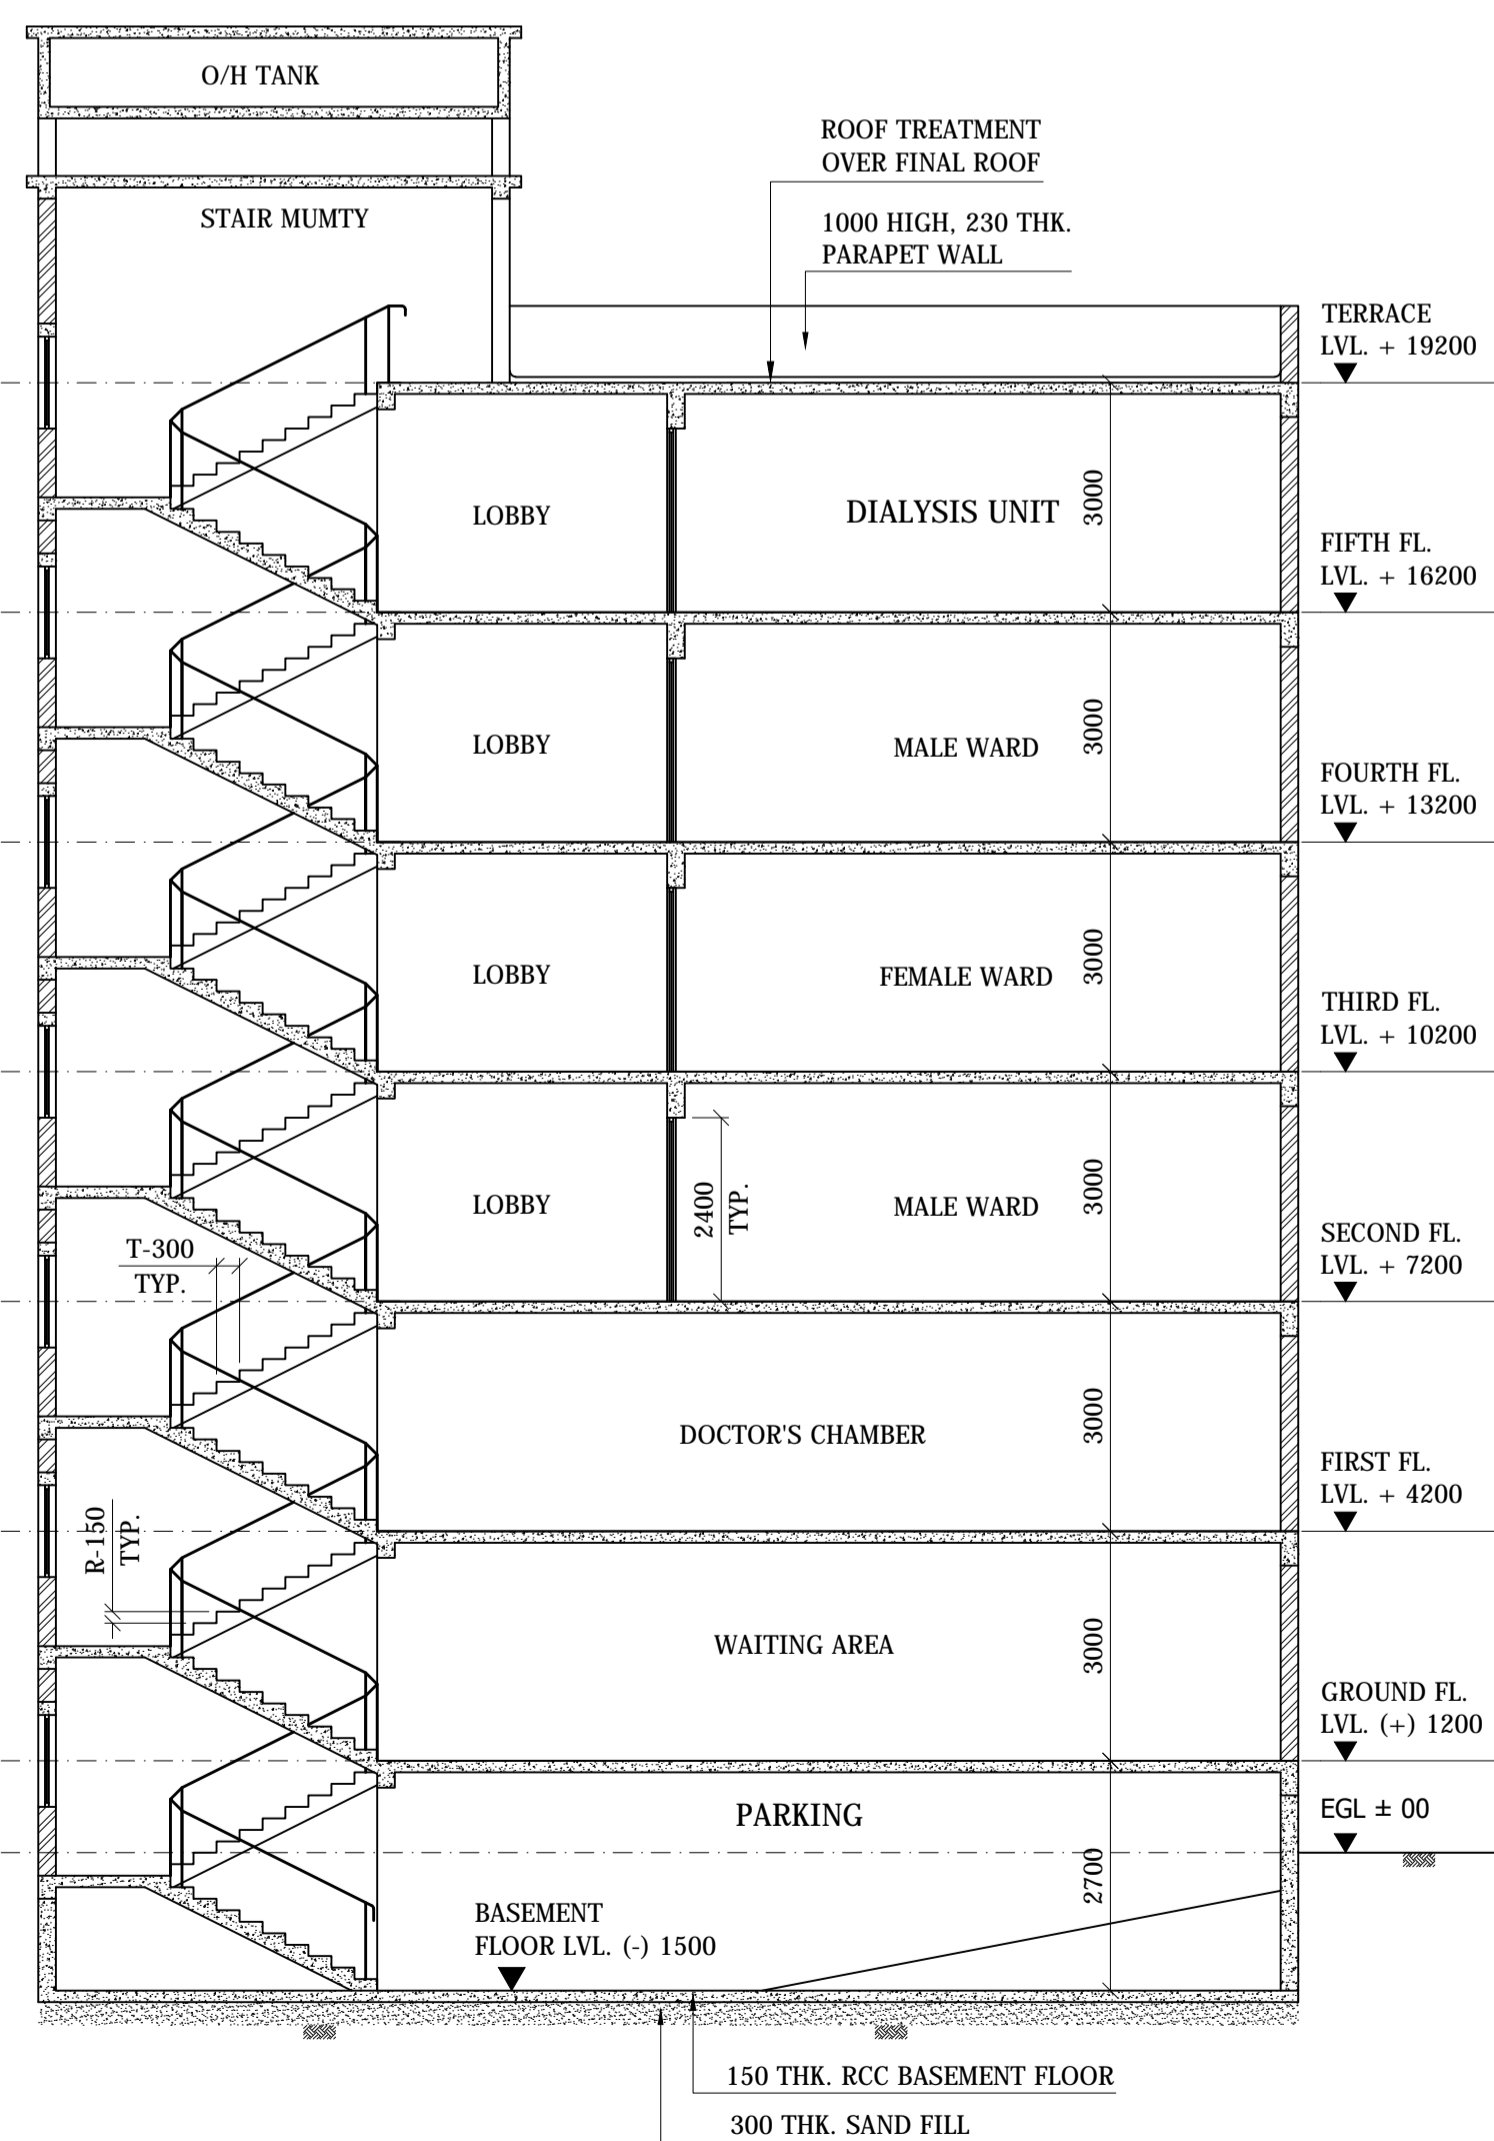 O/H TANK
ROOF TREATMENT
OVER FINAL ROOF
STAIR MUMTY
1000 HIGH, 230 THK.
PARAPET WALL
TERRACE
LVL. + 19200
LOBBY
DIALYSIS UNIT
3000
FIFTH FL.
LVL. + 16200
LOBBY
MALE WARD
3000
FOURTH FL.
LVL. + 13200
LOBBY
FEMALE WARD
3000
THIRD FL.
LVL. + 10200
LOBBY
2400
TYP.
MALE WARD
3000
SECOND FL.
LVL. + 7200
T-300
TYP.
DOCTOR'S CHAMBER
3000
FIRST FL.
LVL. + 4200
R-150
TYP.
WAITING AREA
3000
GROUND FL.
LVL. (+) 1200
PARKING
EGL ± 00
2700
BASEMENT
FLOOR LVL. (-) 1500
150 THK. RCC BASEMENT FLOOR
300 THK. SAND FILL